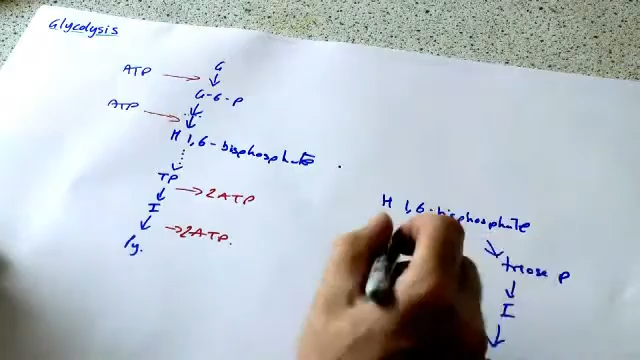 Glycolysis
G
ATP
G-6-P
ATP
H 1,6-bisphosphate
TP
2ATP
I
2ATP.
Py.
H 1,6-bisphosphate
triose P
I